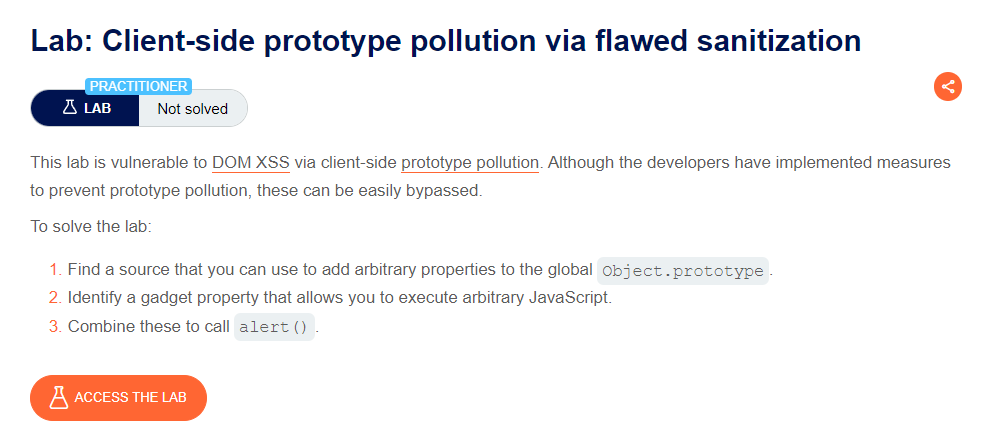 Lab: Client-side prototype pollution via flawed sanitization
PRACTITIONER
LAB Not solved
This lab is vulnerable to DOM XSS via client-side prototype pollution. Although the developers have implemented measures
to prevent prototype pollution, these can be easily bypassed.
To solve the lab:
1. Find a source that you can use to add arbitrary properties to the global Object.prototype.
2. Identify a gadget property that allows you to execute arbitrary JavaScript.
3. Combine these to call alert().
ACCESS THE LAB